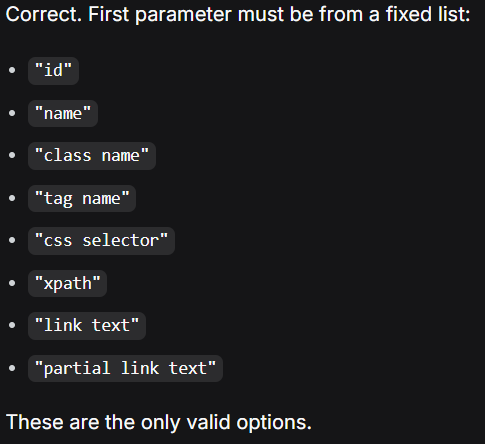 Correct. First parameter must be from a fixed list:
"id"
"name"
"class name"
"tag name"
"css selector"
"xpath"
"link text"
"partial link text"
These are the only valid options.